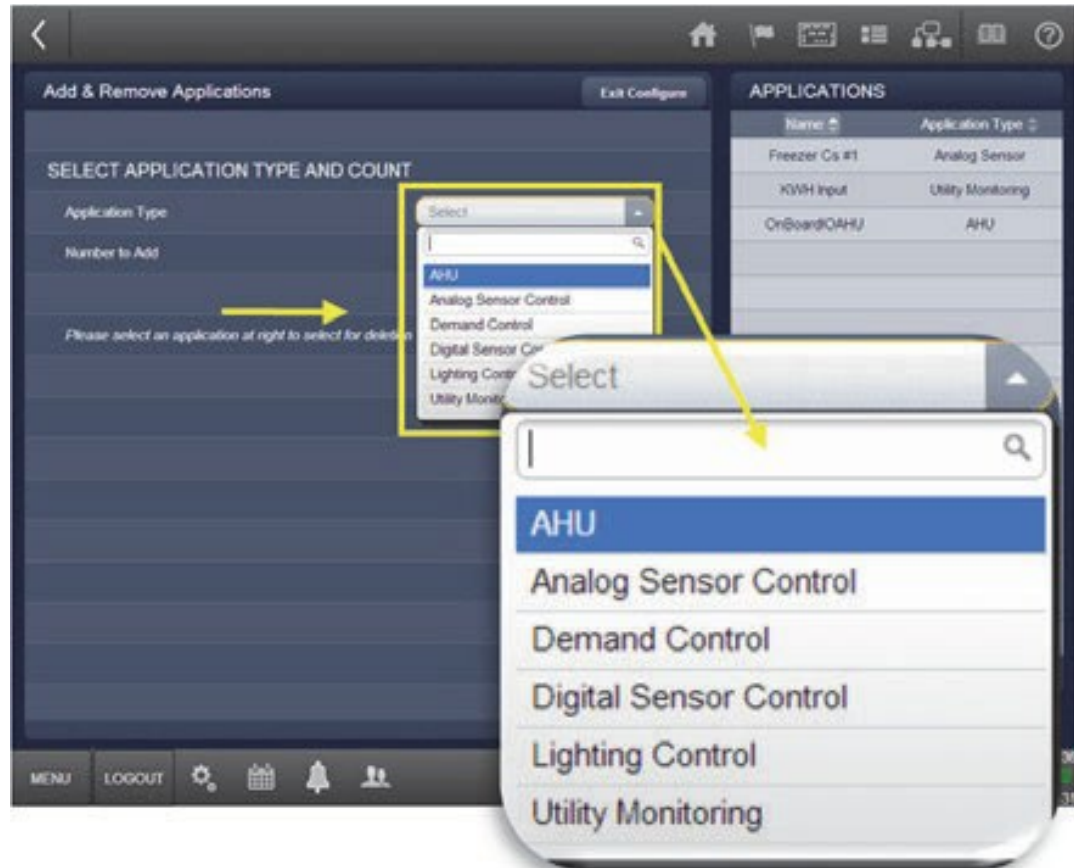 Add & Remove Applications
Exit Configure
APPLICATIONS
Name
Application Type
Freezer Cs #1
Analog Sensor
SELECT APPLICATION TYPE AND COUNT
KWH Input
Utility Monitoring
Application Type
Select
OnBoardIOAHU
AHU
Number to Add
AHU
Analog Sensor Control
Please select an application at right to select for deletion
Demand Control
Digital Sensor
Lighting
Utility
Select
AHU
Analog Sensor Control
Demand Control
Digital Sensor Control
Lighting Control
Utility Monitoring
MENU
LOGOUT